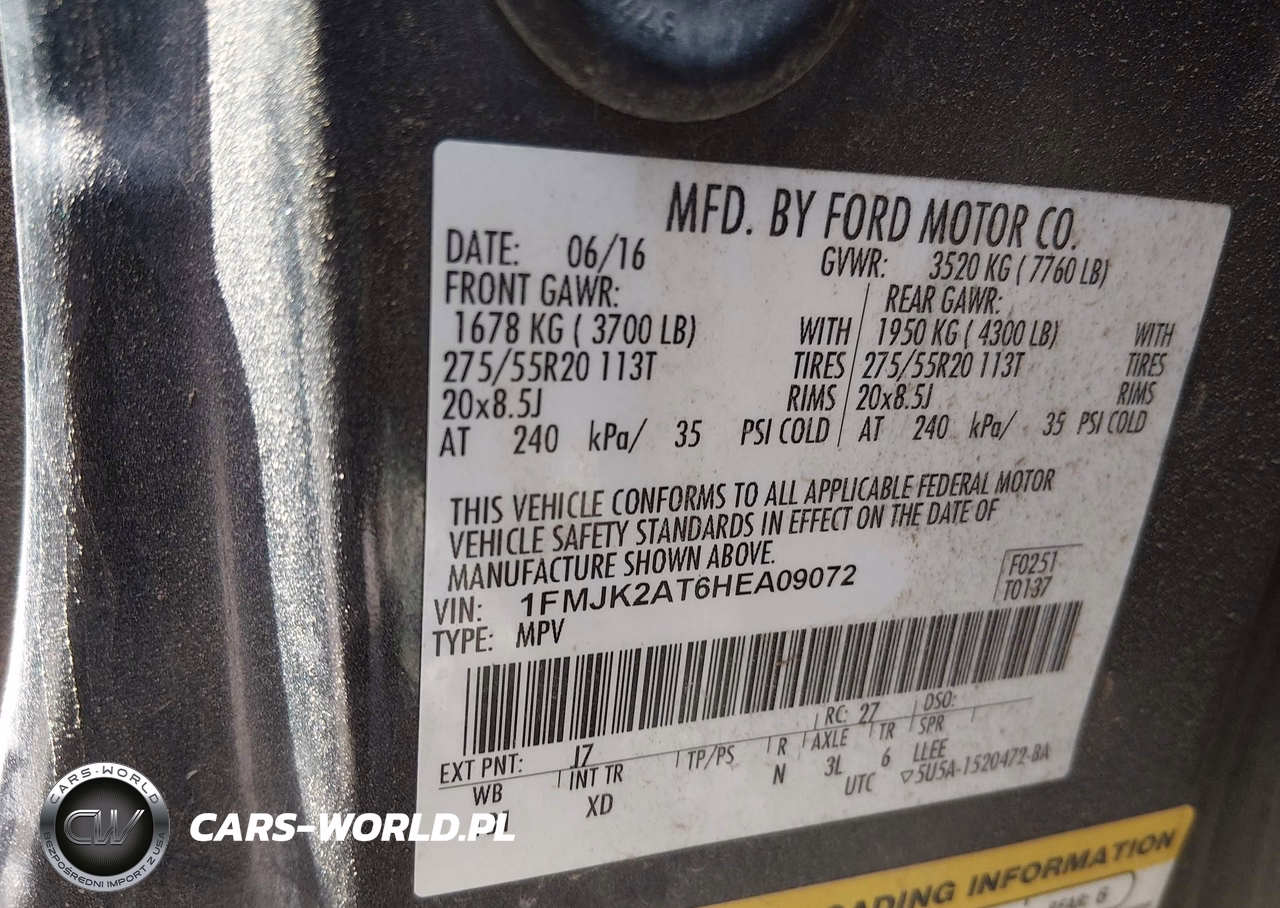 MFD. BY FORD MOTOR CO.
DATE: 06/16 GVWR: 3520 KG ( 7760 LB)
FRONT GAWR: REAR GAWR:
1678 KG ( 3700 LB) WITH 1950 KG ( 4300 LB) WITH
275/55R20 113T TIRES 275/55R20 113T TIRES
20x8.5J RIMS 20x8.5J RIMS
AT 240 kPa/ 35 PSI COLD AT 240 kPa/ 35 PSI COLD
THIS VEHICLE CONFORMS TO ALL APPLICABLE FEDERAL MOTOR
VEHICLE SAFETY STANDARDS IN EFFECT ON THE DATE OF
MANUFACTURE SHOWN ABOVE.
F0251
T0137
VIN: 1FMJK2AT6HEA09072
TYPE: MPV
EXT PNT: J7 RC: 27 DSO:
WB INT TR TP/PS R AXLE TR SPR
XD N 3L 6 LLEE
UTC ▽5U5A-1520472-BA
CARS-WORLD
CW
BEZPOŚREDNI IMPORT Z USA
CARS-WORLD.PL
LOADING INFORMATION
REAR: 6